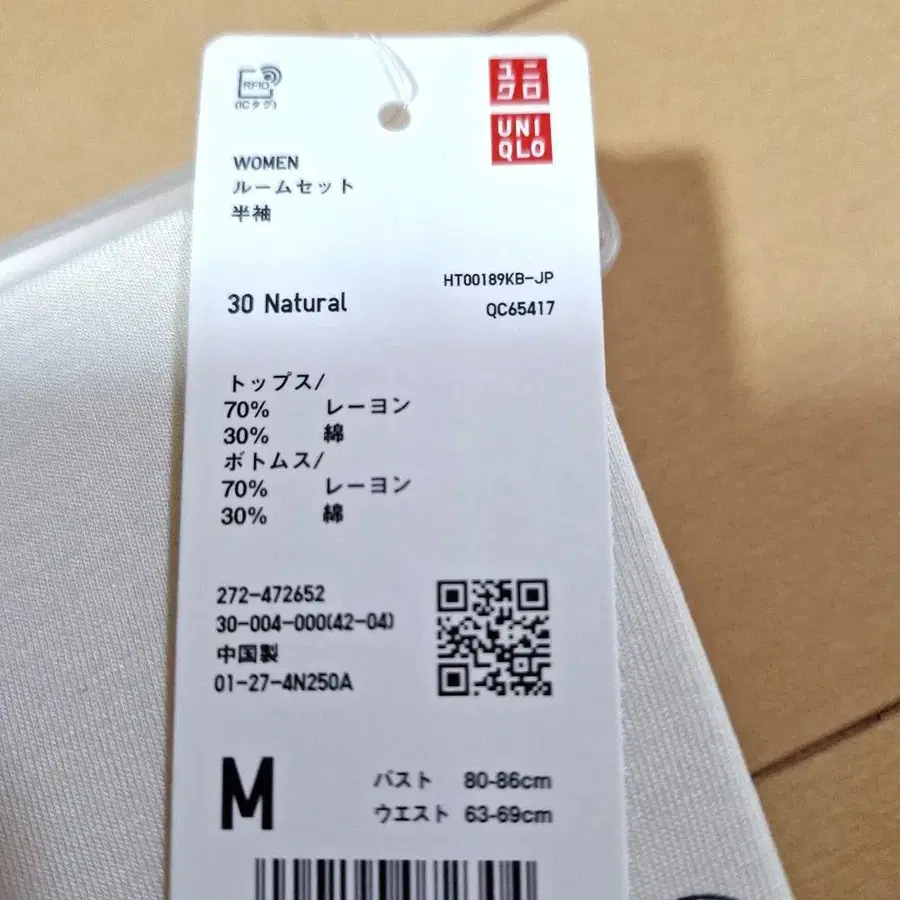 RFID
(ICタグ)
ユニ
クロ
UNI
QLO
WOMEN
ルームセット
半袖
HT00189KB-JP
30 Natural
QC65417
トップス/
70% レーヨン
30% 綿
ボトムス/
70% レーヨン
30% 綿
272-472652
30-004-000(42-04)
中国製
01-27-4N250A
M
バスト 80-86cm
ウエスト 63-69cm